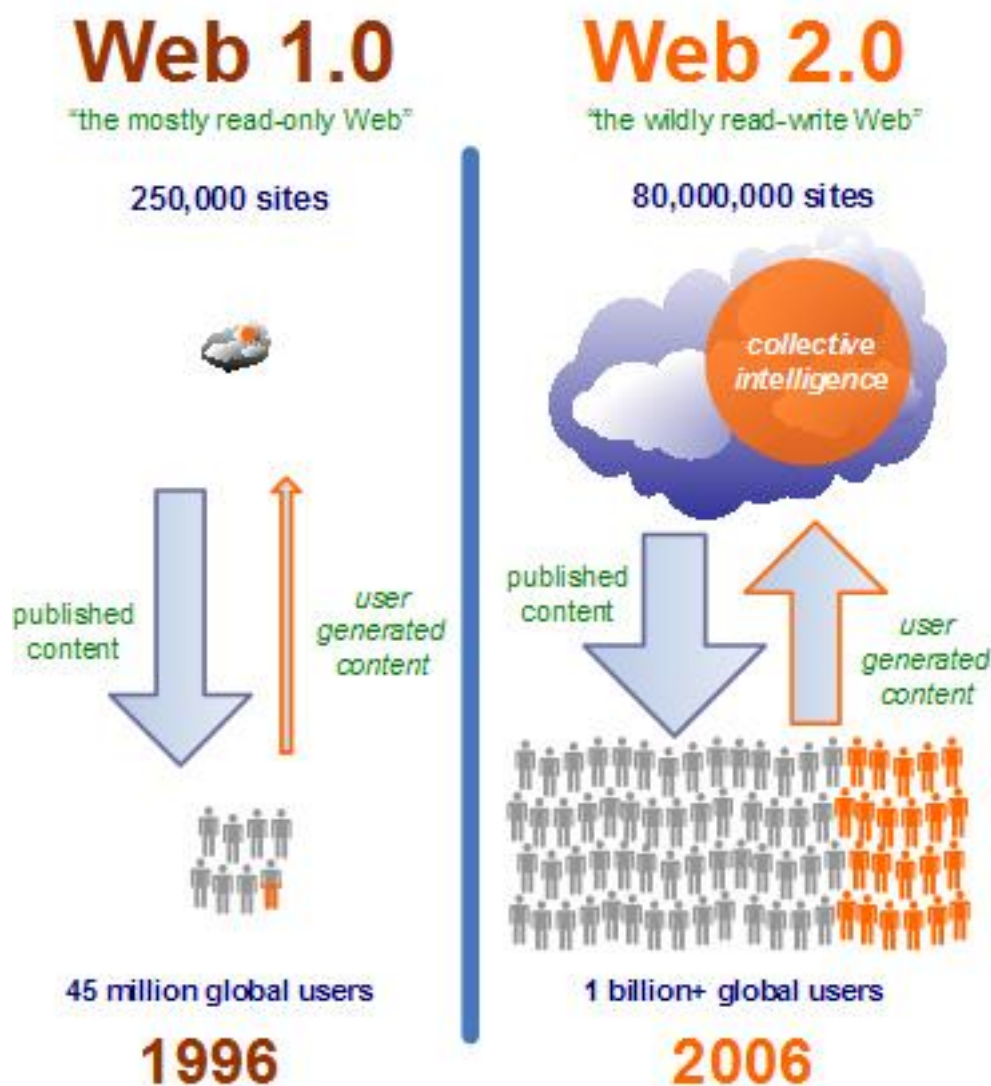 Web 1.0
"the mostly read-only Web"
250,000 sites
published
content
user
generated
content
45 million global users
1996
Web 2.0
"the wildly read-write Web"
80,000,000 sites
collective
intelligence
published
content
user
generated
content
1 billion+ global users
2006